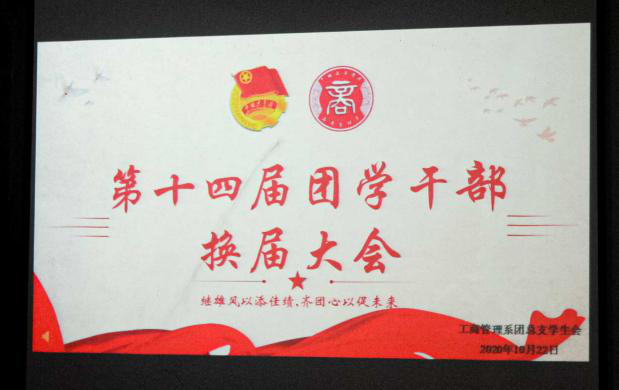 第十四届团学干部
换届大会
继雄风以添佳绩、齐团心以促未来
工商管理系团总支学生会
2020年10月22日